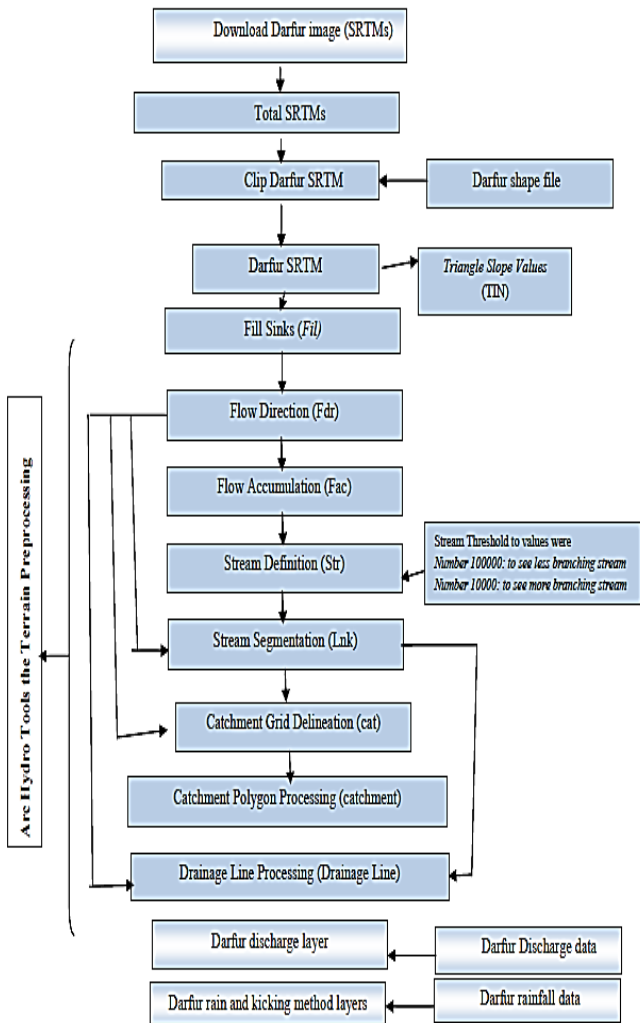 Download Darfur image (SRTMs)
Total SRTMs
Clip Darfur SRTM
Darfur shape file
Darfur SRTM
Triangle Slope Values
(TIN)
Fill Sinks (Fil)
Arc Hydro Tools the Terrain Preprocessing
Flow Direction (Fdr)
Flow Accumulation (Fac)
Stream Definition (Str)
Stream Threshold to values were
Number 100000: to see less branching stream
Number 10000: to see more branching stream
Stream Segmentation (Lnk)
Catchment Grid Delineation (cat)
Catchment Polygon Processing (catchment)
Drainage Line Processing (Drainage Line)
Darfur discharge layer
Darfur Discharge data
Darfur rain and kicking method layers
Darfur rainfall data